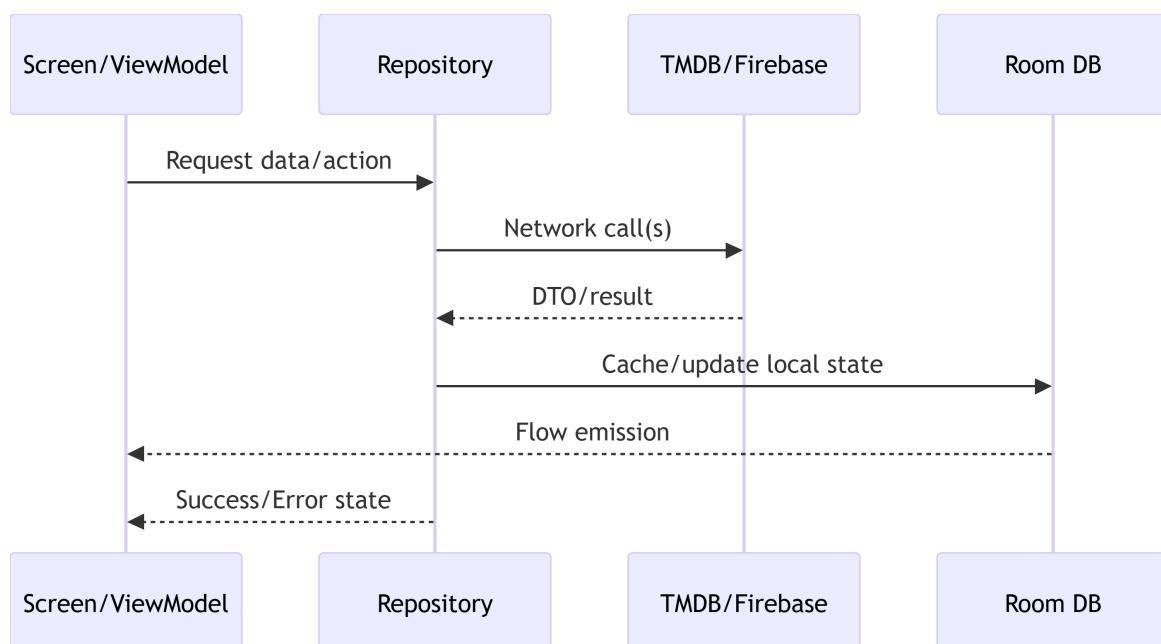 Screen/ViewModel
Repository
TMDB/Firebase
Room DB
Request data/action
Network call(s)
DTO/result
Cache/update local state
Flow emission
Success/Error state
Screen/ViewModel
Repository
TMDB/Firebase
Room DB